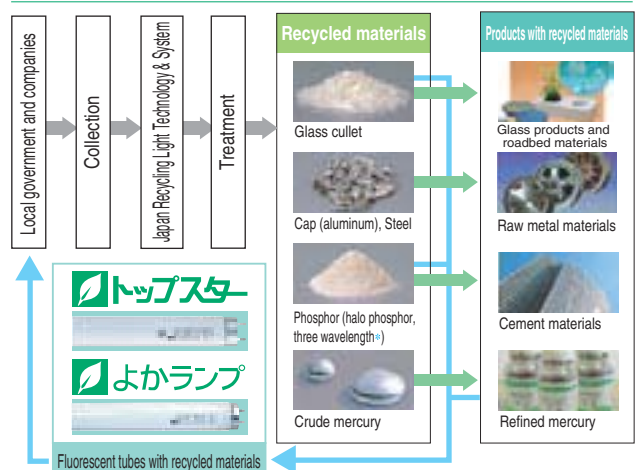 Local government and companies
Collection
Japan Recycling Light Technology & System
Treatment
Recycled materials
Glass cullet
Cap (aluminum), Steel
Phosphor (halo phosphor,
three wavelength*)
Crude mercury
Products with recycled materials
Glass products and
roadbed materials
Raw metal materials
Cement materials
Refined mercury
トップスター
よかランプ
Fluorescent tubes with recycled materials